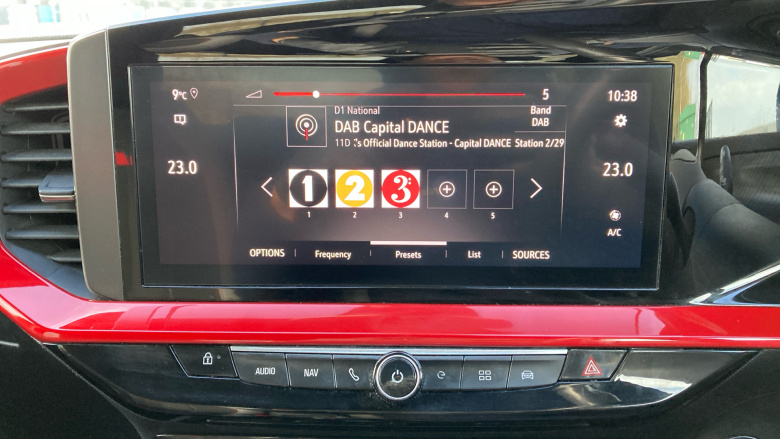 9°C
5
10:38
D1 National
Band
DAB Capital DANCE
DAB
11D :'s Official Dance Station - Capital DANCE Station 2/29
23.0
23.0
1 2 3:
1 2 3 4 5
A/C
OPTIONS Frequency Presets List SOURCES
AUDIO NAV